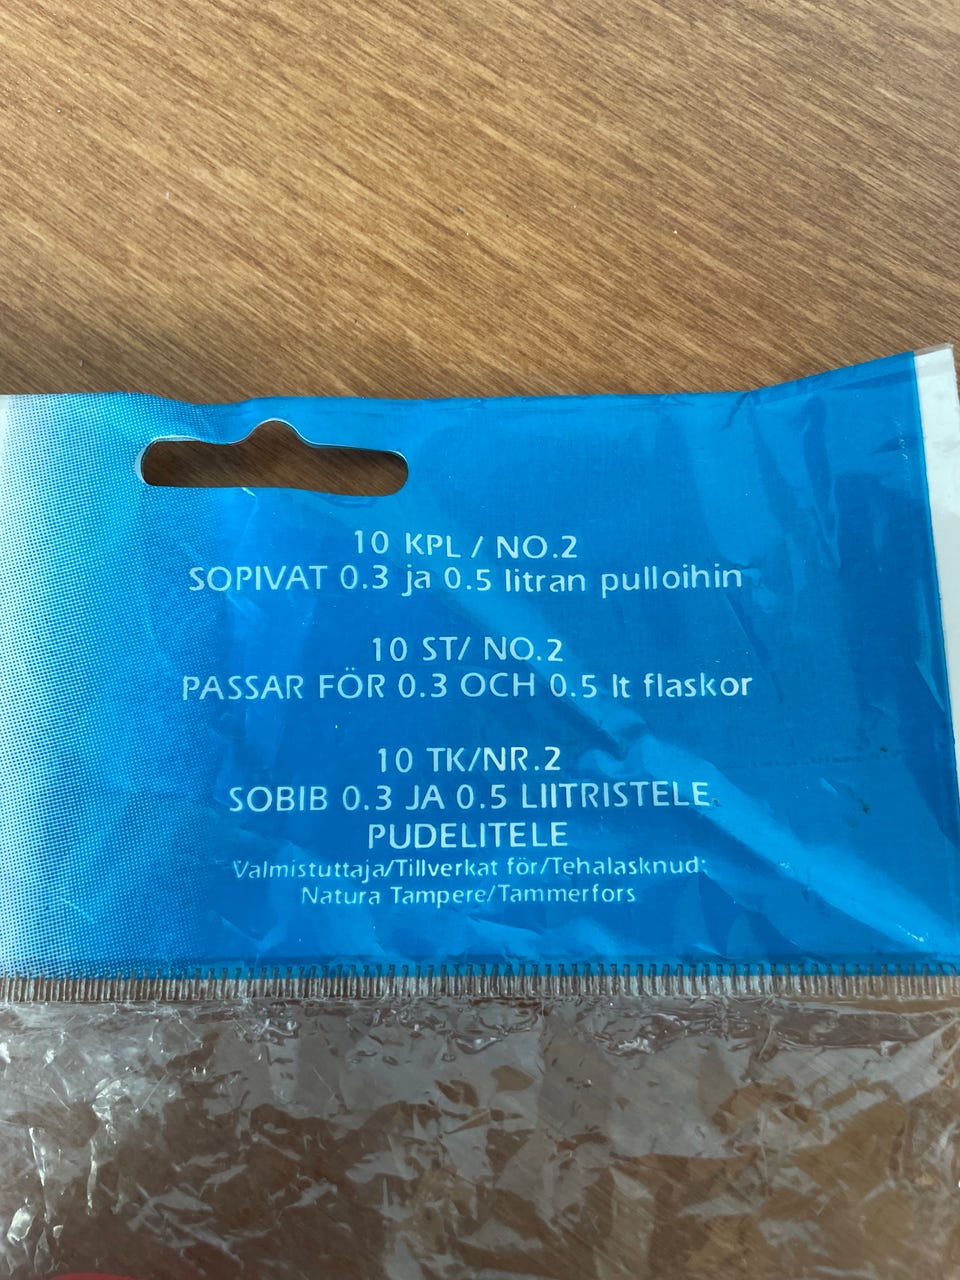 10 KPL / NO.2
SOPIVAT 0.3 ja 0.5 litran pulloihin
10 ST/ NO.2
PASSAR FÖR 0.3 OCH 0.5 lt flaskor
10 TK/NR.2
SOBIB 0.3 JA 0.5 LIITRISTELE
PUDELITELE
Valmistuttaja/Tillverkat för/Tehalasknud:
Natura Tampere/Tammerfors